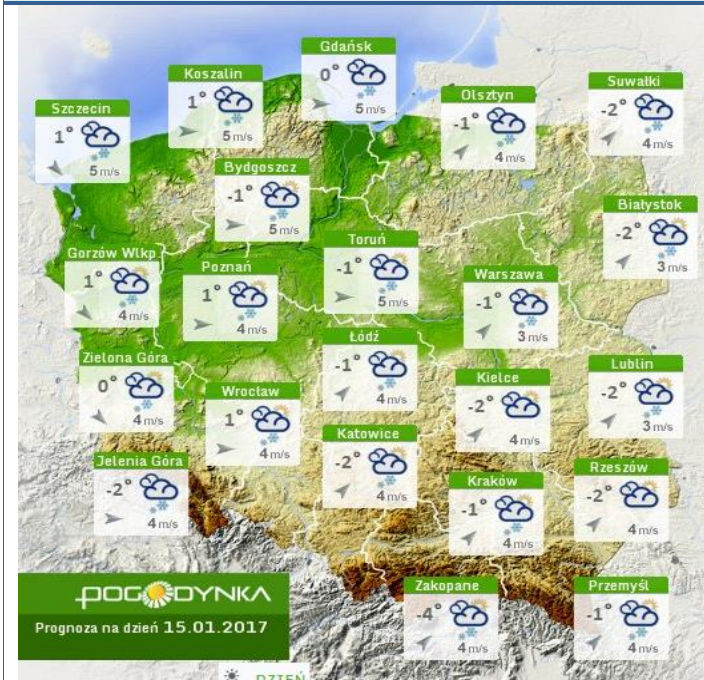 Gdańsk
0°
5 m/s
Koszalin
1°
5 m/s
Suwałki
-2°
4 m/s
Olsztyn
-1°
4 m/s
Szczecin
1°
5 m/s
Bydgoszcz
-1°
5 m/s
Białystok
-2°
3 m/s
Toruń
-1°
5 m/s
Gorzów Wlkp
1°
4 m/s
Poznań
1°
4 m/s
Warszawa
-1°
3 m/s
Łódź
-1°
4 m/s
Zielona Góra
0°
4 m/s
Lublin
-2°
3 m/s
Kielce
-2°
4 m/s
Wrocław
1°
4 m/s
Katowice
-2°
4 m/s
Jelenia Góra
-2°
4 m/s
Rzeszów
-2°
4 m/s
Kraków
-1°
4 m/s
Zakopane
-4°
4 m/s
Przemyśl
-1°
4 m/s
POGODYNKA
Prognoza na dzień 15.01.2017
DZIEŃ